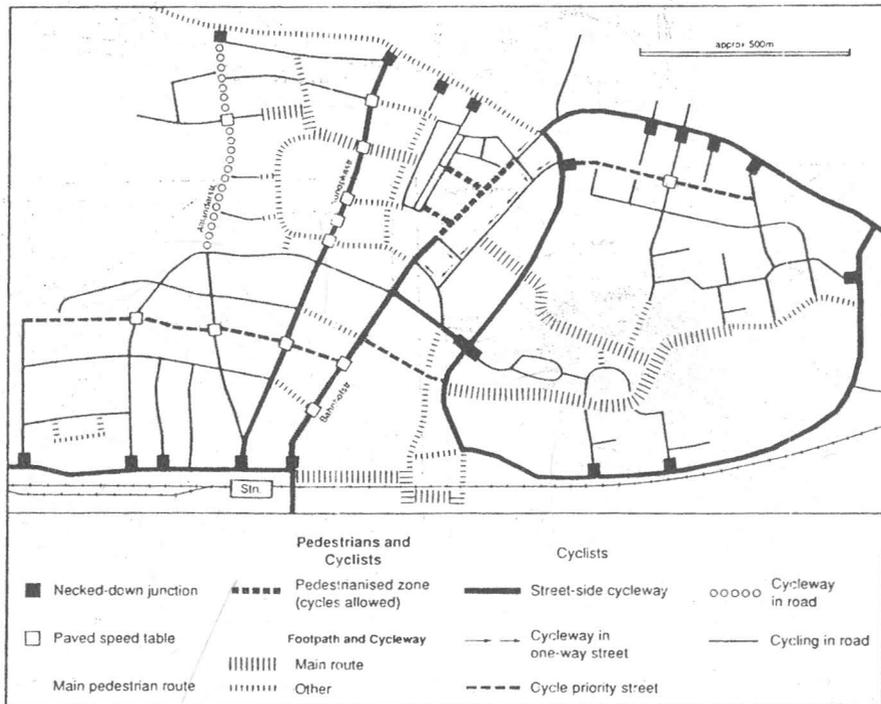 approx 500m
Bahnhofstr
Stn.
Pedestrians and
Cyclists
Cyclists
Necked-down junction
Pedestrianised zone
(cycles allowed)
Street-side cycleway
Cycleway
in road
Paved speed table
Footpath and Cycleway
Main route
Cycleway in
one-way street
Cycling in road
Main pedestrian route
Other
Cycle priority street